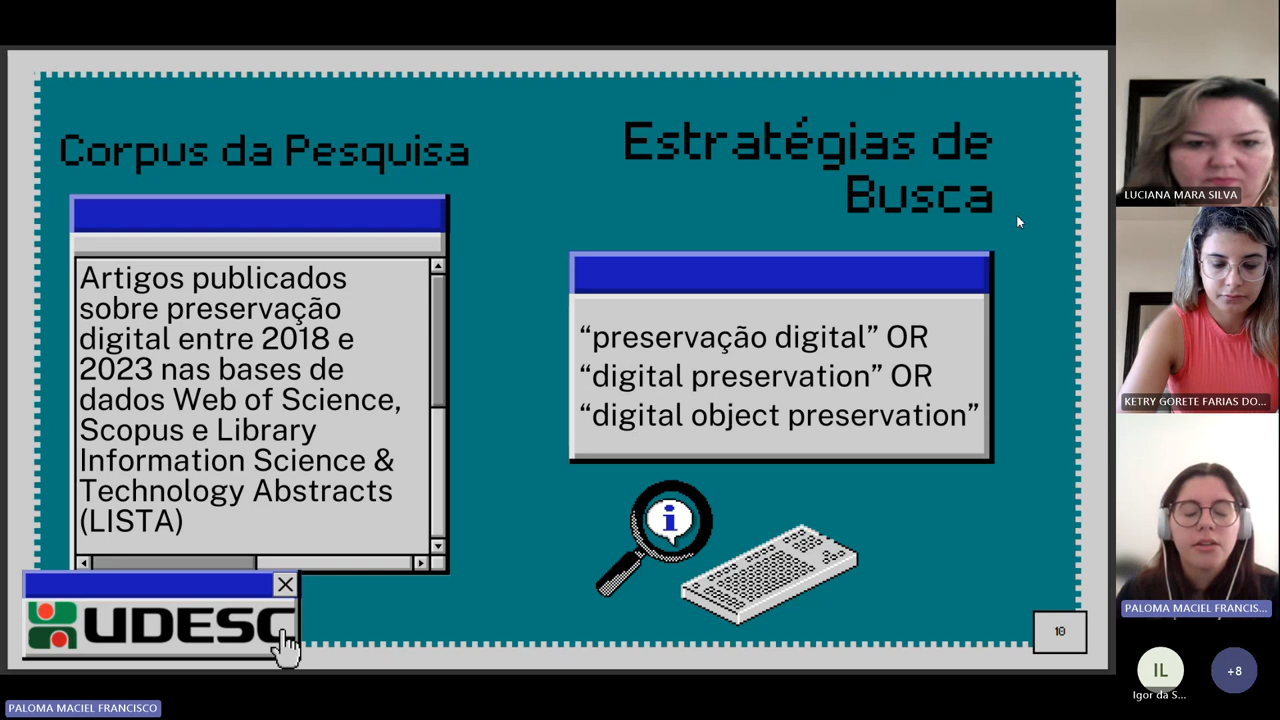 Corpus da Pesquisa
Artigos publicados
sobre preservação
digital entre 2018 e
2023 nas bases de
dados Web of Science,
Scopus e Library
Information Science &
Technology Abstracts
(LISTA)
UDESC
Estratégias de
Busca
“preservação digital” OR
“digital preservation” OR
“digital object preservation”
i
10
LUCIANA MARA SILVA
KETRY GORETE FARIAS DO...
PALOMA MACIEL FRANCIS...
IL
Igor da S...
+8
PALOMA MACIEL FRANCISCO